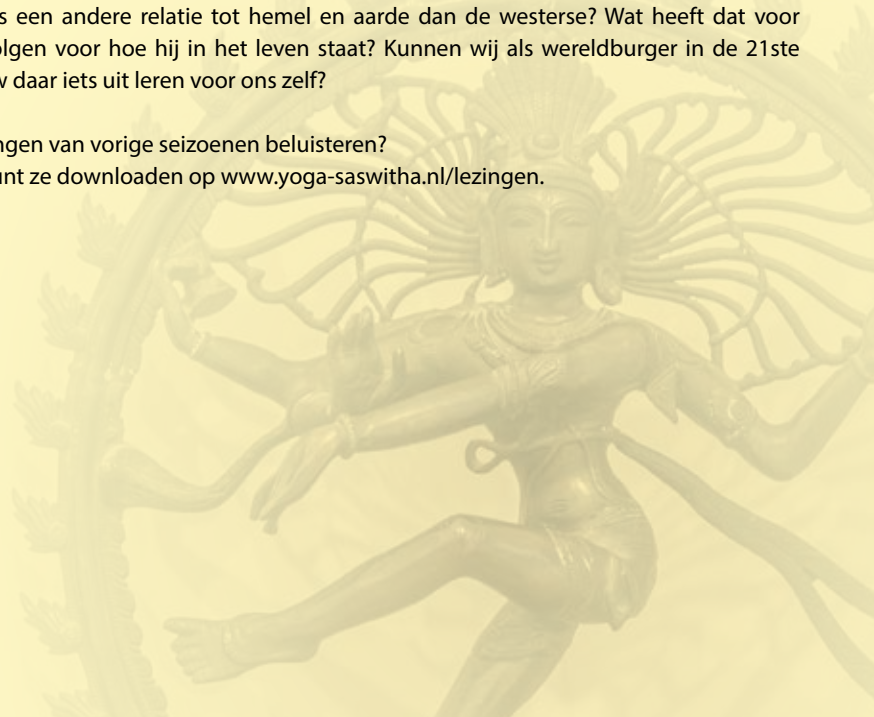 s een andere relatie tot hemel en aarde dan de westerse? Wat heeft dat voor
olgen voor hoe hij in het leven staat? Kunnen wij als wereldburger in de 21ste
w daar iets uit leren voor ons zelf?
ngen van vorige seizoenen beluisteren?
unt ze downloaden op www.yoga-saswitha.nl/lezingen.